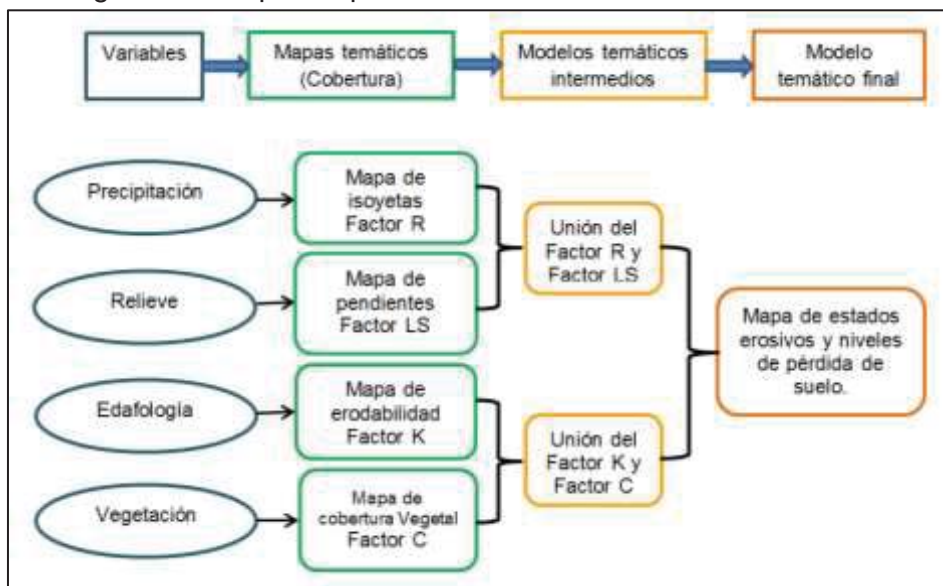 Variables
Mapas temáticos
(Cobertura)
Modelos temáticos
intermedios
Modelo
temático final
Precipitación
Mapa de
isoyetas
Factor R
Unión del
Factor R y
Factor LS
Relieve
Mapa de
pendientes
Factor LS
Mapa de estados
erosivos y niveles
de pérdida de
suelo.
Edafología
Mapa de
erodabilidad
Factor K
Unión del
Factor K y
Factor C
Vegetación
Mapa de
cobertura Vegetal
Factor C